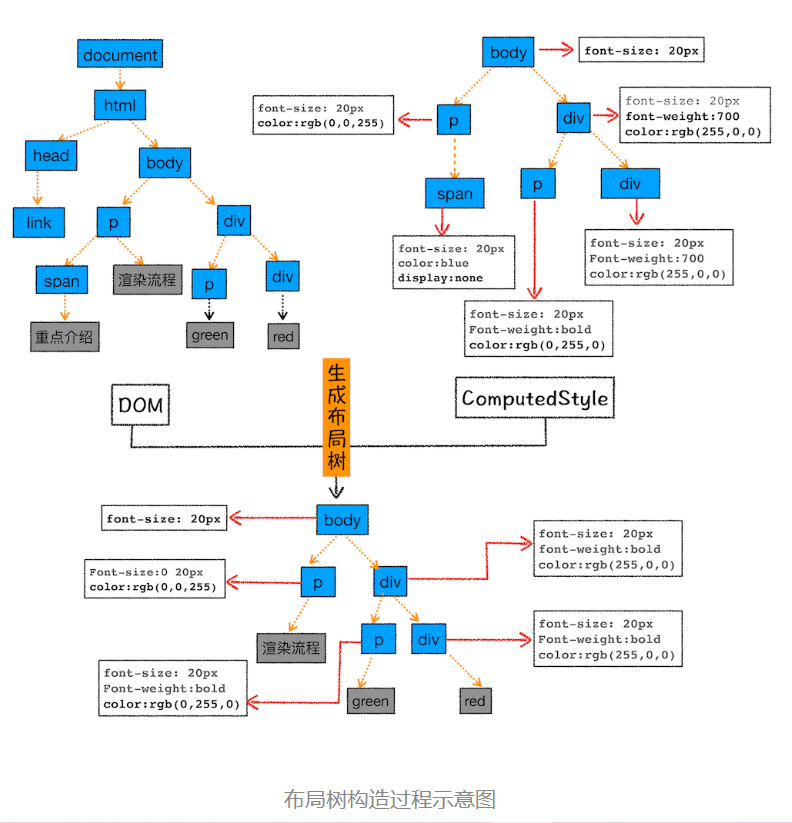 document
html
head
body
link
p
div
span
渲染流程
p
div
重点介绍
green
red
body
font-size: 20px
font-size: 20px
color:rgb(0,0,255)
p
div
font-size: 20px
font-weight:700
color:rgb(255,0,0)
span
p
div
font-size: 20px
color:blue
display:none
font-size: 20px
Font-weight:700
color:rgb(255,0,0)
font-size: 20px
Font-weight:bold
color:rgb(0,255,0)
DOM
生成布局树
ComputedStyle
font-size: 20px
body
Font-size:0 20px
color:rgb(0,0,255)
p
div
font-size: 20px
font-weight:bold
color:rgb(255,0,0)
渲染流程
p
div
font-size: 20px
Font-weight:bold
color:rgb(255,0,0)
font-size: 20px
Font-weight:bold
color:rgb(0,255,0)
green
red
布局树构造过程示意图